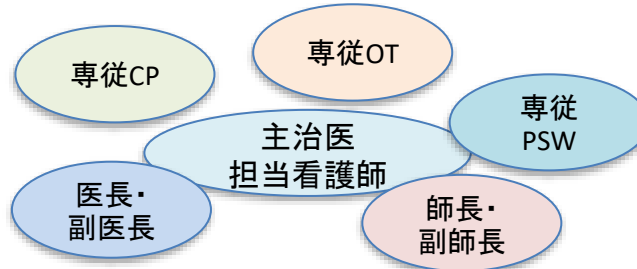 専従CP
専従OT
専従
PSW
主治医
担当看護師
医長・
副医長
師長・
副師長